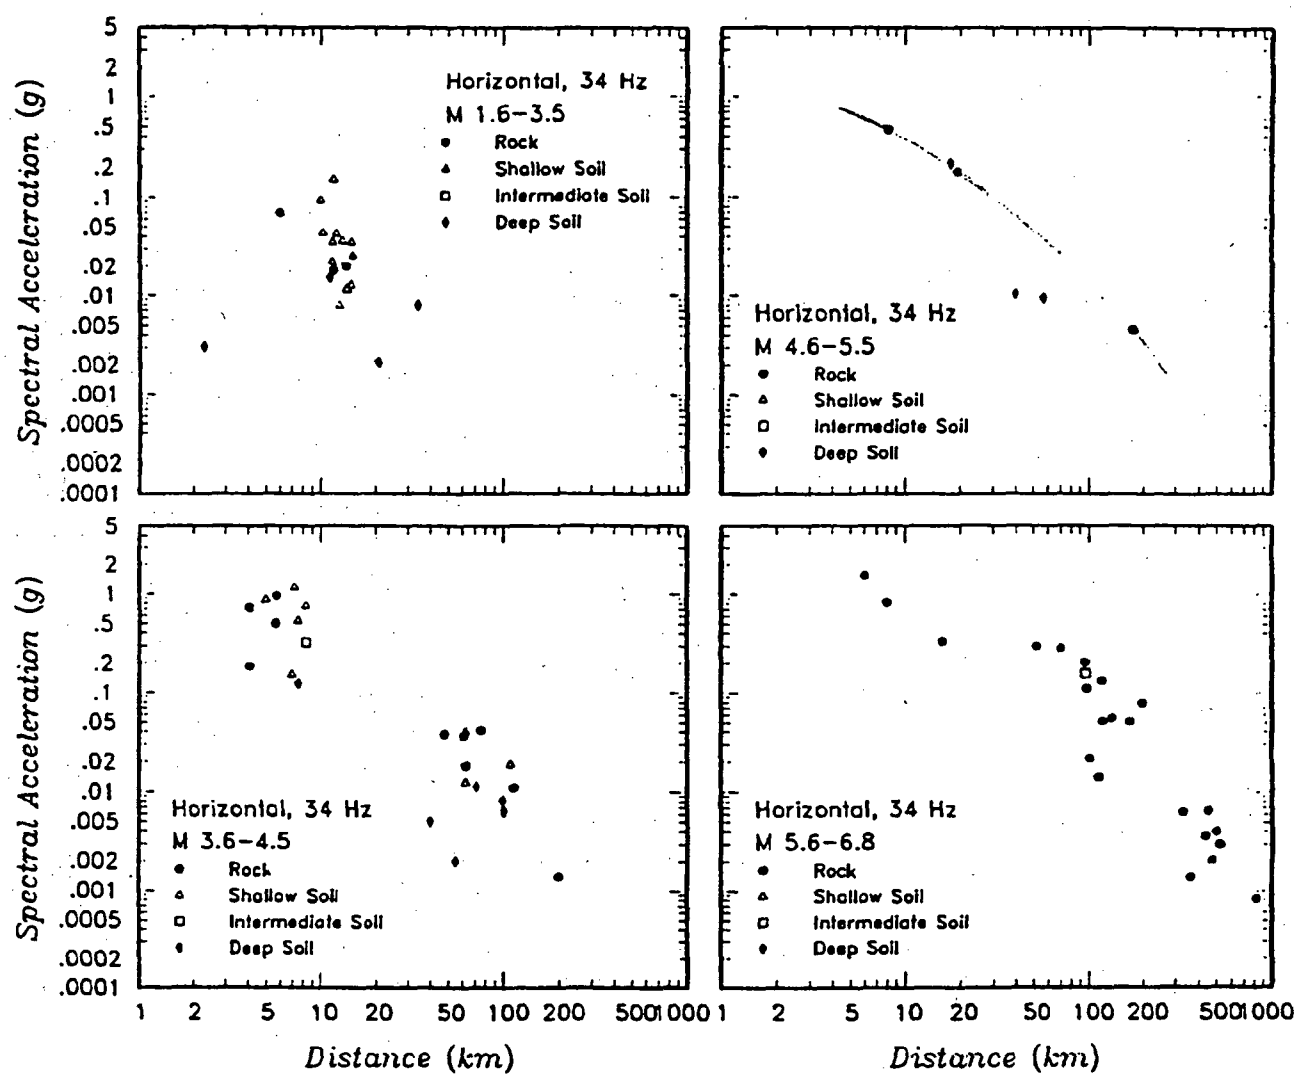 Spectral Acceleration (g)
5
2
1
.5
.2
.1
.05
.02
.01
.005
.002
.001
.0005
.0002
.0001
Horizontal, 34 Hz
M 1.6-3.5
Rock
Shallow Soil
Intermediate Soil
Deep Soil
Horizontal, 34 Hz
M 4.6-5.5
Rock
Shallow Soil
Intermediate Soil
Deep Soil
Spectral Acceleration (g)
5
2
1
.5
.2
.1
.05
.02
.01
.005
.002
.001
.0005
.0002
.0001
Horizontal, 34 Hz
M 3.6-4.5
Rock
Shallow Soil
Intermediate Soil
Deep Soil
Horizontal, 34 Hz
M 5.6-6.8
Rock
Shallow Soil
Intermediate Soil
Deep Soil
1 2 5 10 20 50 100 200 500 1000 1 2 5 10 20 50 100 200 500 1000
Distance (km) Distance (km)